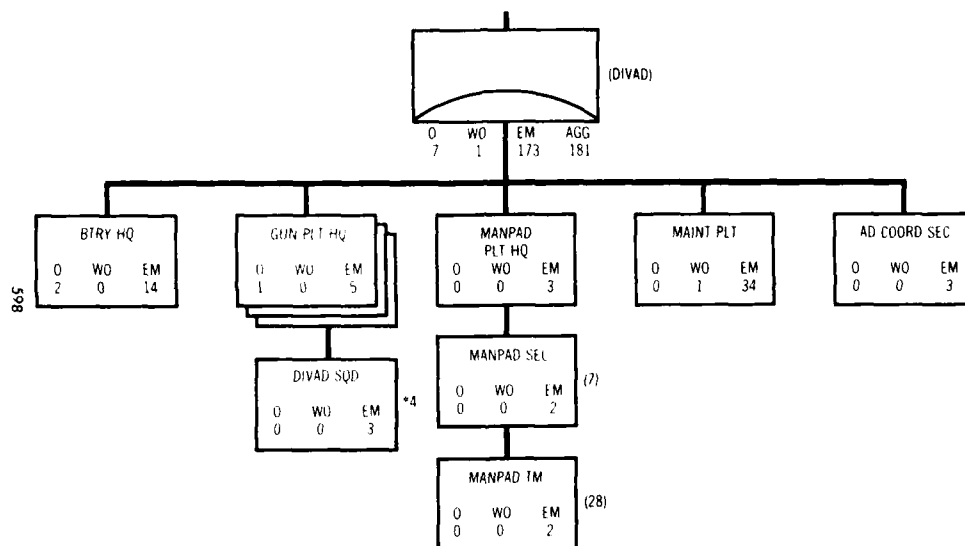 (DIVAD)
O WO EM AGG
7 1 173 181
BTRY HQ
O WO EM
2 0 14
GUN PLT HQ
O WO EM
1 0 5
MANPAD
PLT HQ
O WO EM
0 0 3
MAINT PLT
O WO EM
0 1 34
AD COORD SEC
O WO EM
0 0 3
DIVAD SQD
O WO EM
0 0 3
*4
MANPAD SEC
O WO EM
0 0 2
(7)
MANPAD TM
O WO EM
0 0 2
(28)
598